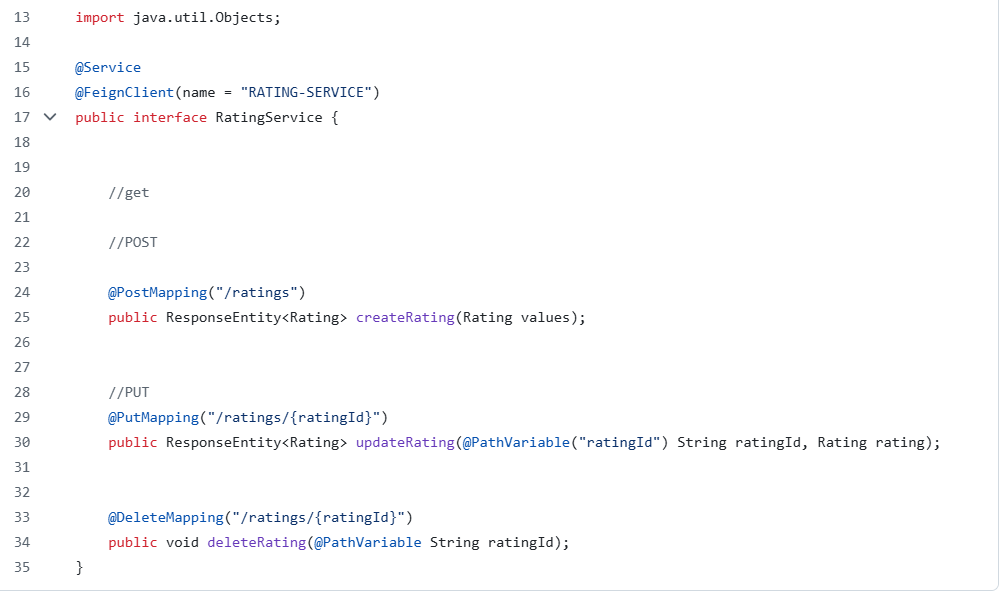 13 import java.util.Objects;
14
15 @Service
16 @FeignClient(name = "RATING-SERVICE")
17 public interface RatingService {
18
19
20 //get
21
22 //POST
23
24 @PostMapping("/ratings")
25 public ResponseEntity<Rating> createRating(Rating values);
26
27
28 //PUT
29 @PutMapping("/ratings/{ratingId}")
30 public ResponseEntity<Rating> updateRating(@PathVariable("ratingId") String ratingId, Rating rating);
31
32
33 @DeleteMapping("/ratings/{ratingId}")
34 public void deleteRating(@PathVariable String ratingId);
35 }